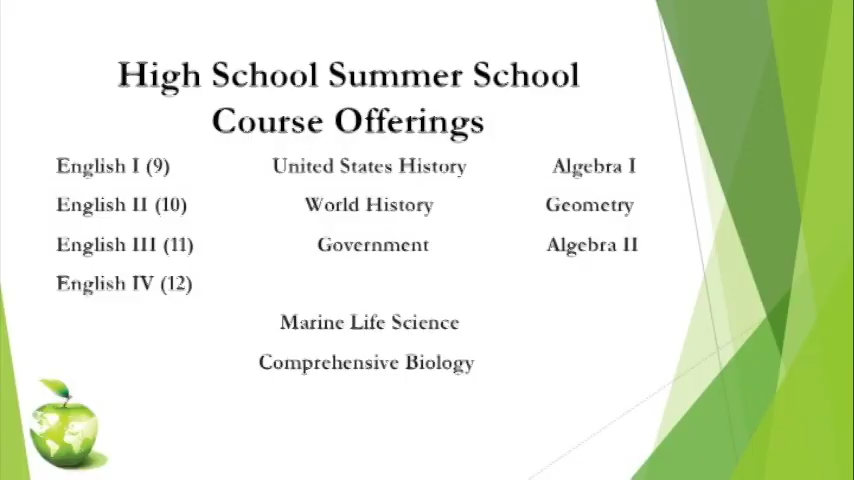 High School Summer School
Course Offerings
English I (9) United States History Algebra I
English II (10) World History Geometry
English III (11) Government Algebra II
English IV (12)
Marine Life Science
Comprehensive Biology